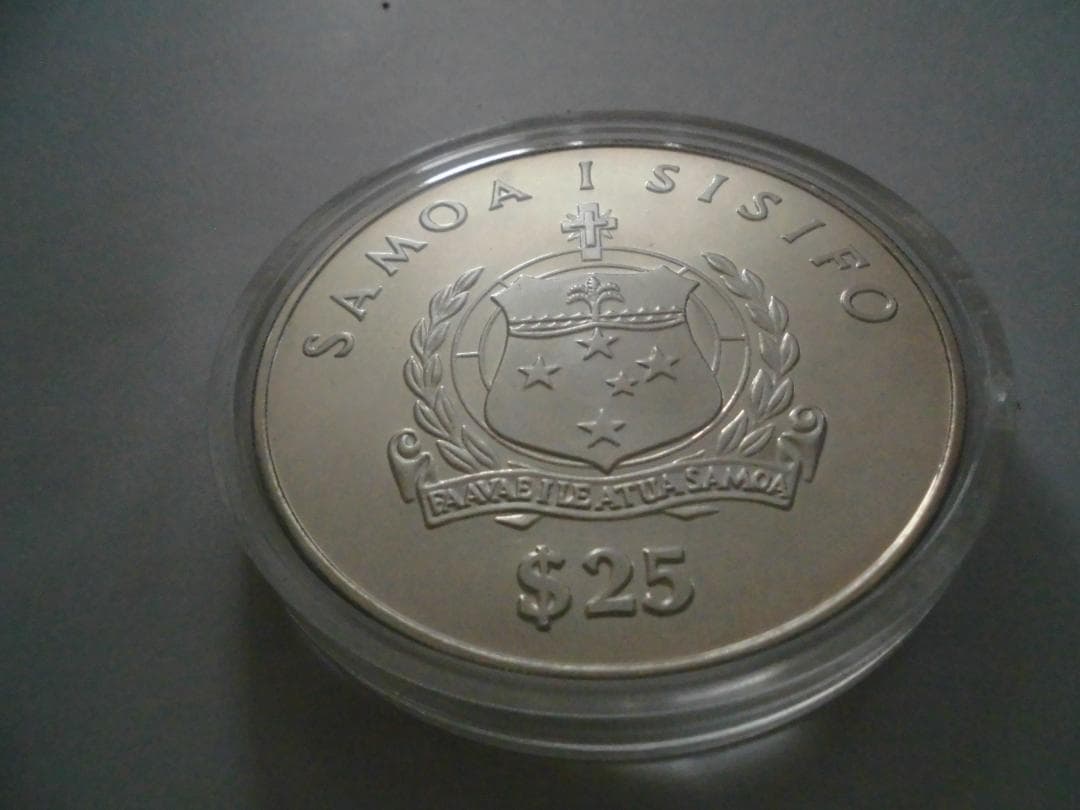 SAMOA I SISIFO
FAAVAE I LE ATUA SAMOA
$25